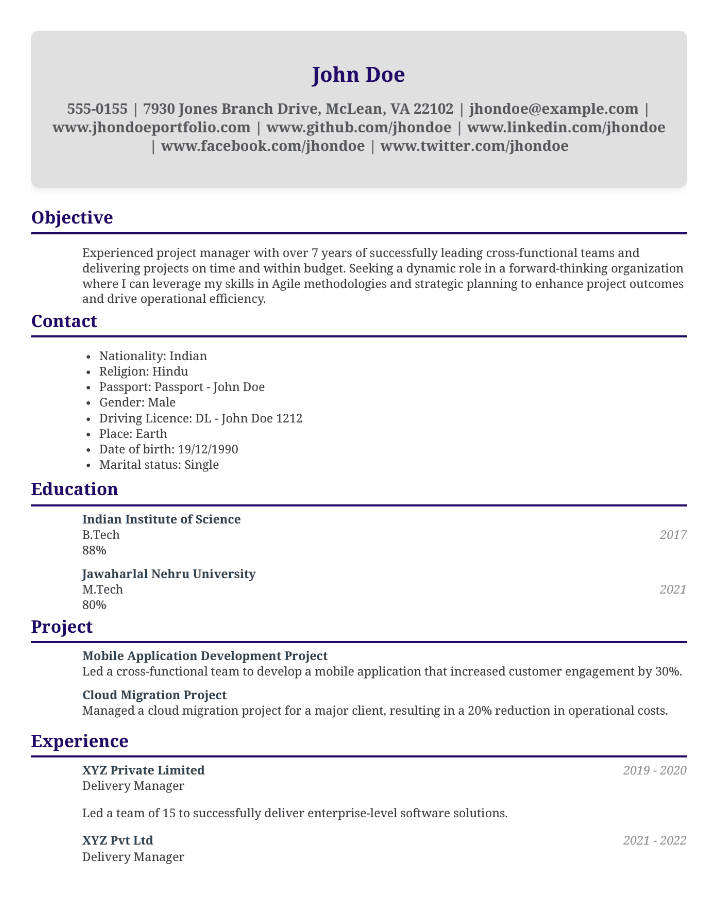 John Doe
555-0155 | 7930 Jones Branch Drive, McLean, VA 22102 | jhondoe@example.com |
www.jhondoeportfolio.com | www.github.com/jhondoe | www.linkedin.com/jhondoe
| www.facebook.com/jhondoe | www.twitter.com/jhondoe
Objective
Experienced project manager with over 7 years of successfully leading cross-functional teams and
delivering projects on time and within budget. Seeking a dynamic role in a forward-thinking organization
where I can leverage my skills in Agile methodologies and strategic planning to enhance project outcomes
and drive operational efficiency.
Contact
• Nationality: Indian
• Religion: Hindu
• Passport: Passport - John Doe
• Gender: Male
• Driving Licence: DL - John Doe 1212
• Place: Earth
• Date of birth: 19/12/1990
• Marital status: Single
Education
Indian Institute of Science
B.Tech 2017
88%
Jawaharlal Nehru University
M.Tech 2021
80%
Project
Mobile Application Development Project
Led a cross-functional team to develop a mobile application that increased customer engagement by 30%.
Cloud Migration Project
Managed a cloud migration project for a major client, resulting in a 20% reduction in operational costs.
Experience
XYZ Private Limited 2019 - 2020
Delivery Manager
Led a team of 15 to successfully deliver enterprise-level software solutions.
XYZ Pvt Ltd 2021 - 2022
Delivery Manager